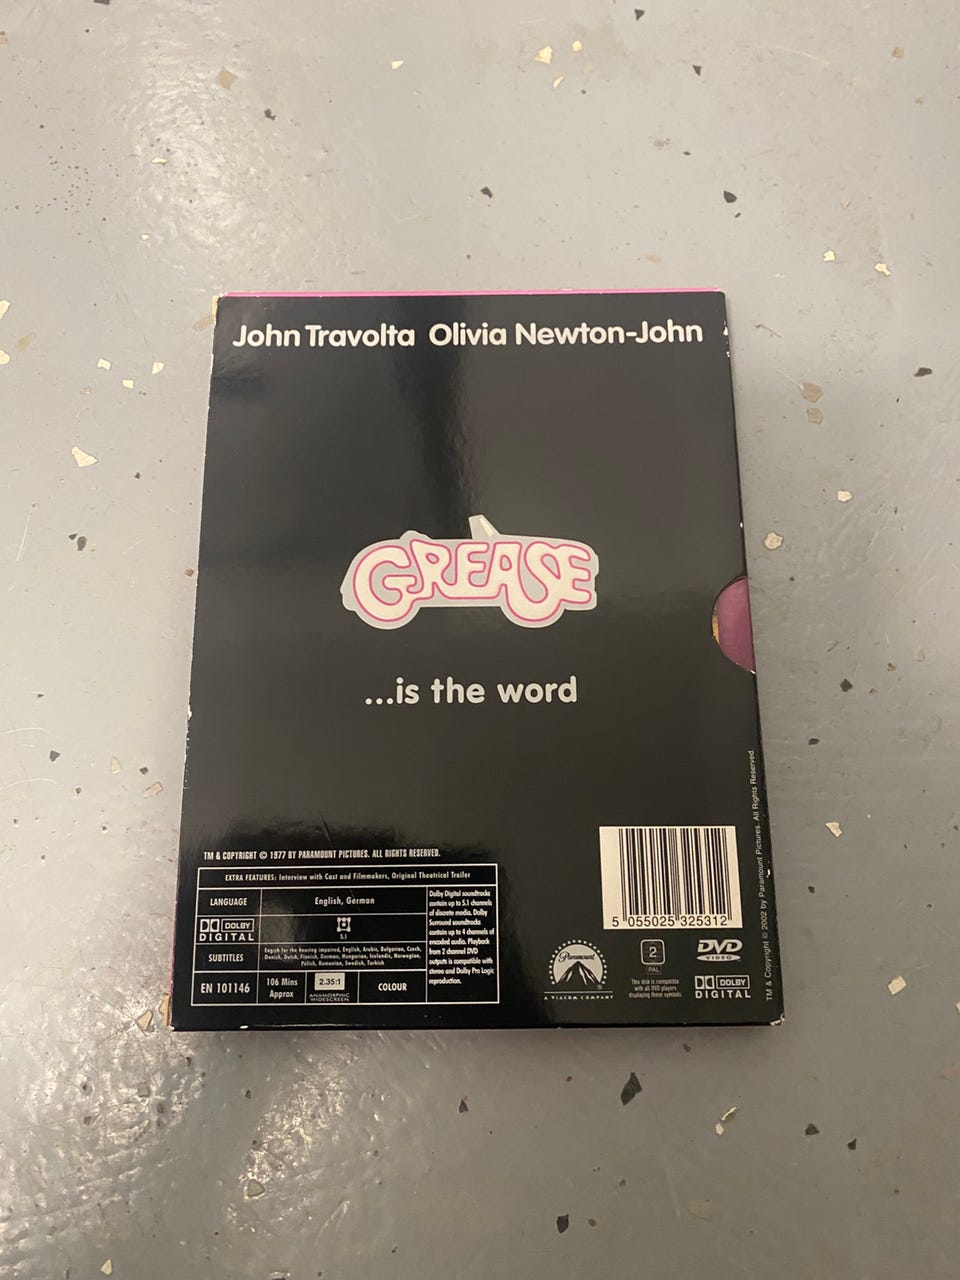 John Travolta Olivia Newton-John
GREASE
...is the word
TM & COPYRIGHT © 1977 BY PARAMOUNT PICTURES. ALL RIGHTS RESERVED.
EXTRA FEATURES: Interview with Cast and Filmmakers, Original Theatrical Trailer
LANGUAGE
English, German
DOLBY
DIGITAL
5.1
SUBTITLES
English for the hearing impaired, English, Arabic, Bulgarian, Czech,
Danish, Dutch, Finnish, German, Hungarian, Icelandic, Norwegian,
Polish, Romanian, Swedish, Turkish
EN 101146
106 Mins
Approx
2.35:1
ANAMORPHIC
WIDESCREEN
COLOUR
Dolby Digital soundtracks
contain up to 5.1 channels
of discrete media. Dolby
Surround soundtracks
contain up to 4 channels of
encoded audio. Playback
from 2 channel DVD
outputs is compatible with
stereo and Dolby Pro Logic
reproduction.
5 055025 325312
Paramount
A VIACOM COMPANY
2
PAL
This disk is compatible
with all DVD players
displaying these symbols
DVD
VIDEO
DOLBY
DIGITAL
TM & Copyright © 2002 by Paramount Pictures. All Rights Reserved.